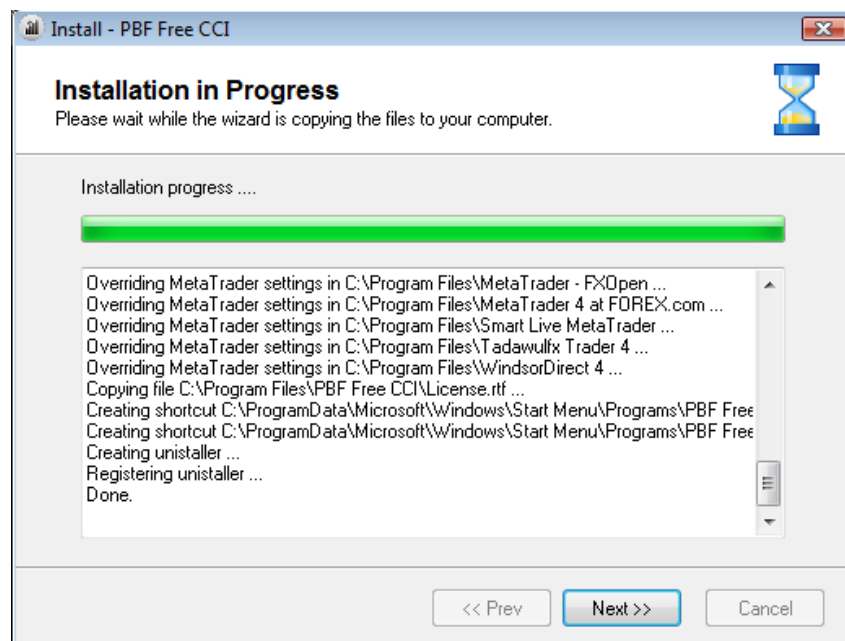 Install - PBF Free CCI
Installation in Progress
Please wait while the wizard is copying the files to your computer.
Installation progress ....
Overriding MetaTrader settings in C:\Program Files\MetaTrader - FXOpen ...
Overriding MetaTrader settings in C:\Program Files\MetaTrader 4 at FOREX.com ...
Overriding MetaTrader settings in C:\Program Files\Smart Live MetaTrader ...
Overriding MetaTrader settings in C:\Program Files\Tadawulfx Trader 4 ...
Overriding MetaTrader settings in C:\Program Files\WindsorDirect 4 ...
Copying file C:\Program Files\PBF Free CCI\License.rtf ...
Creating shortcut C:\ProgramData\Microsoft\Windows\Start Menu\Programs\PBF Free
Creating shortcut C:\ProgramData\Microsoft\Windows\Start Menu\Programs\PBF Free
Creating unistaller ...
Registering unistaller ...
Done.
<< Prev Next >> Cancel